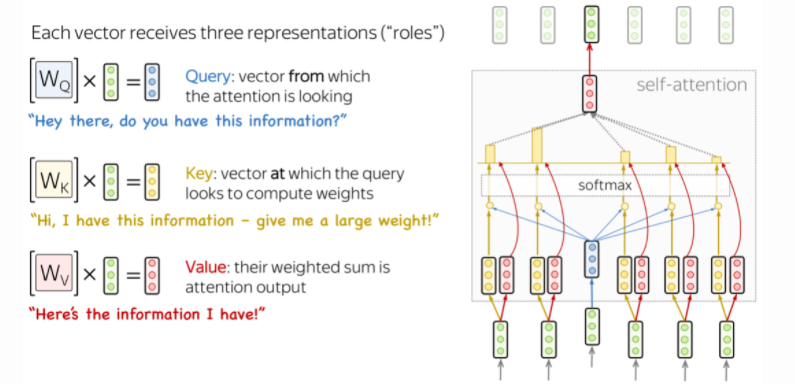 Each vector receives three representations (“roles”)
[W_Q] × = Query: vector from which
the attention is looking
“Hey there, do you have this information?”
[W_K] × = Key: vector at which the query
looks to compute weights
“Hi, I have this information – give me a large weight!”
[W_V] × = Value: their weighted sum is
attention output
“Here’s the information I have!”
self-attention
softmax